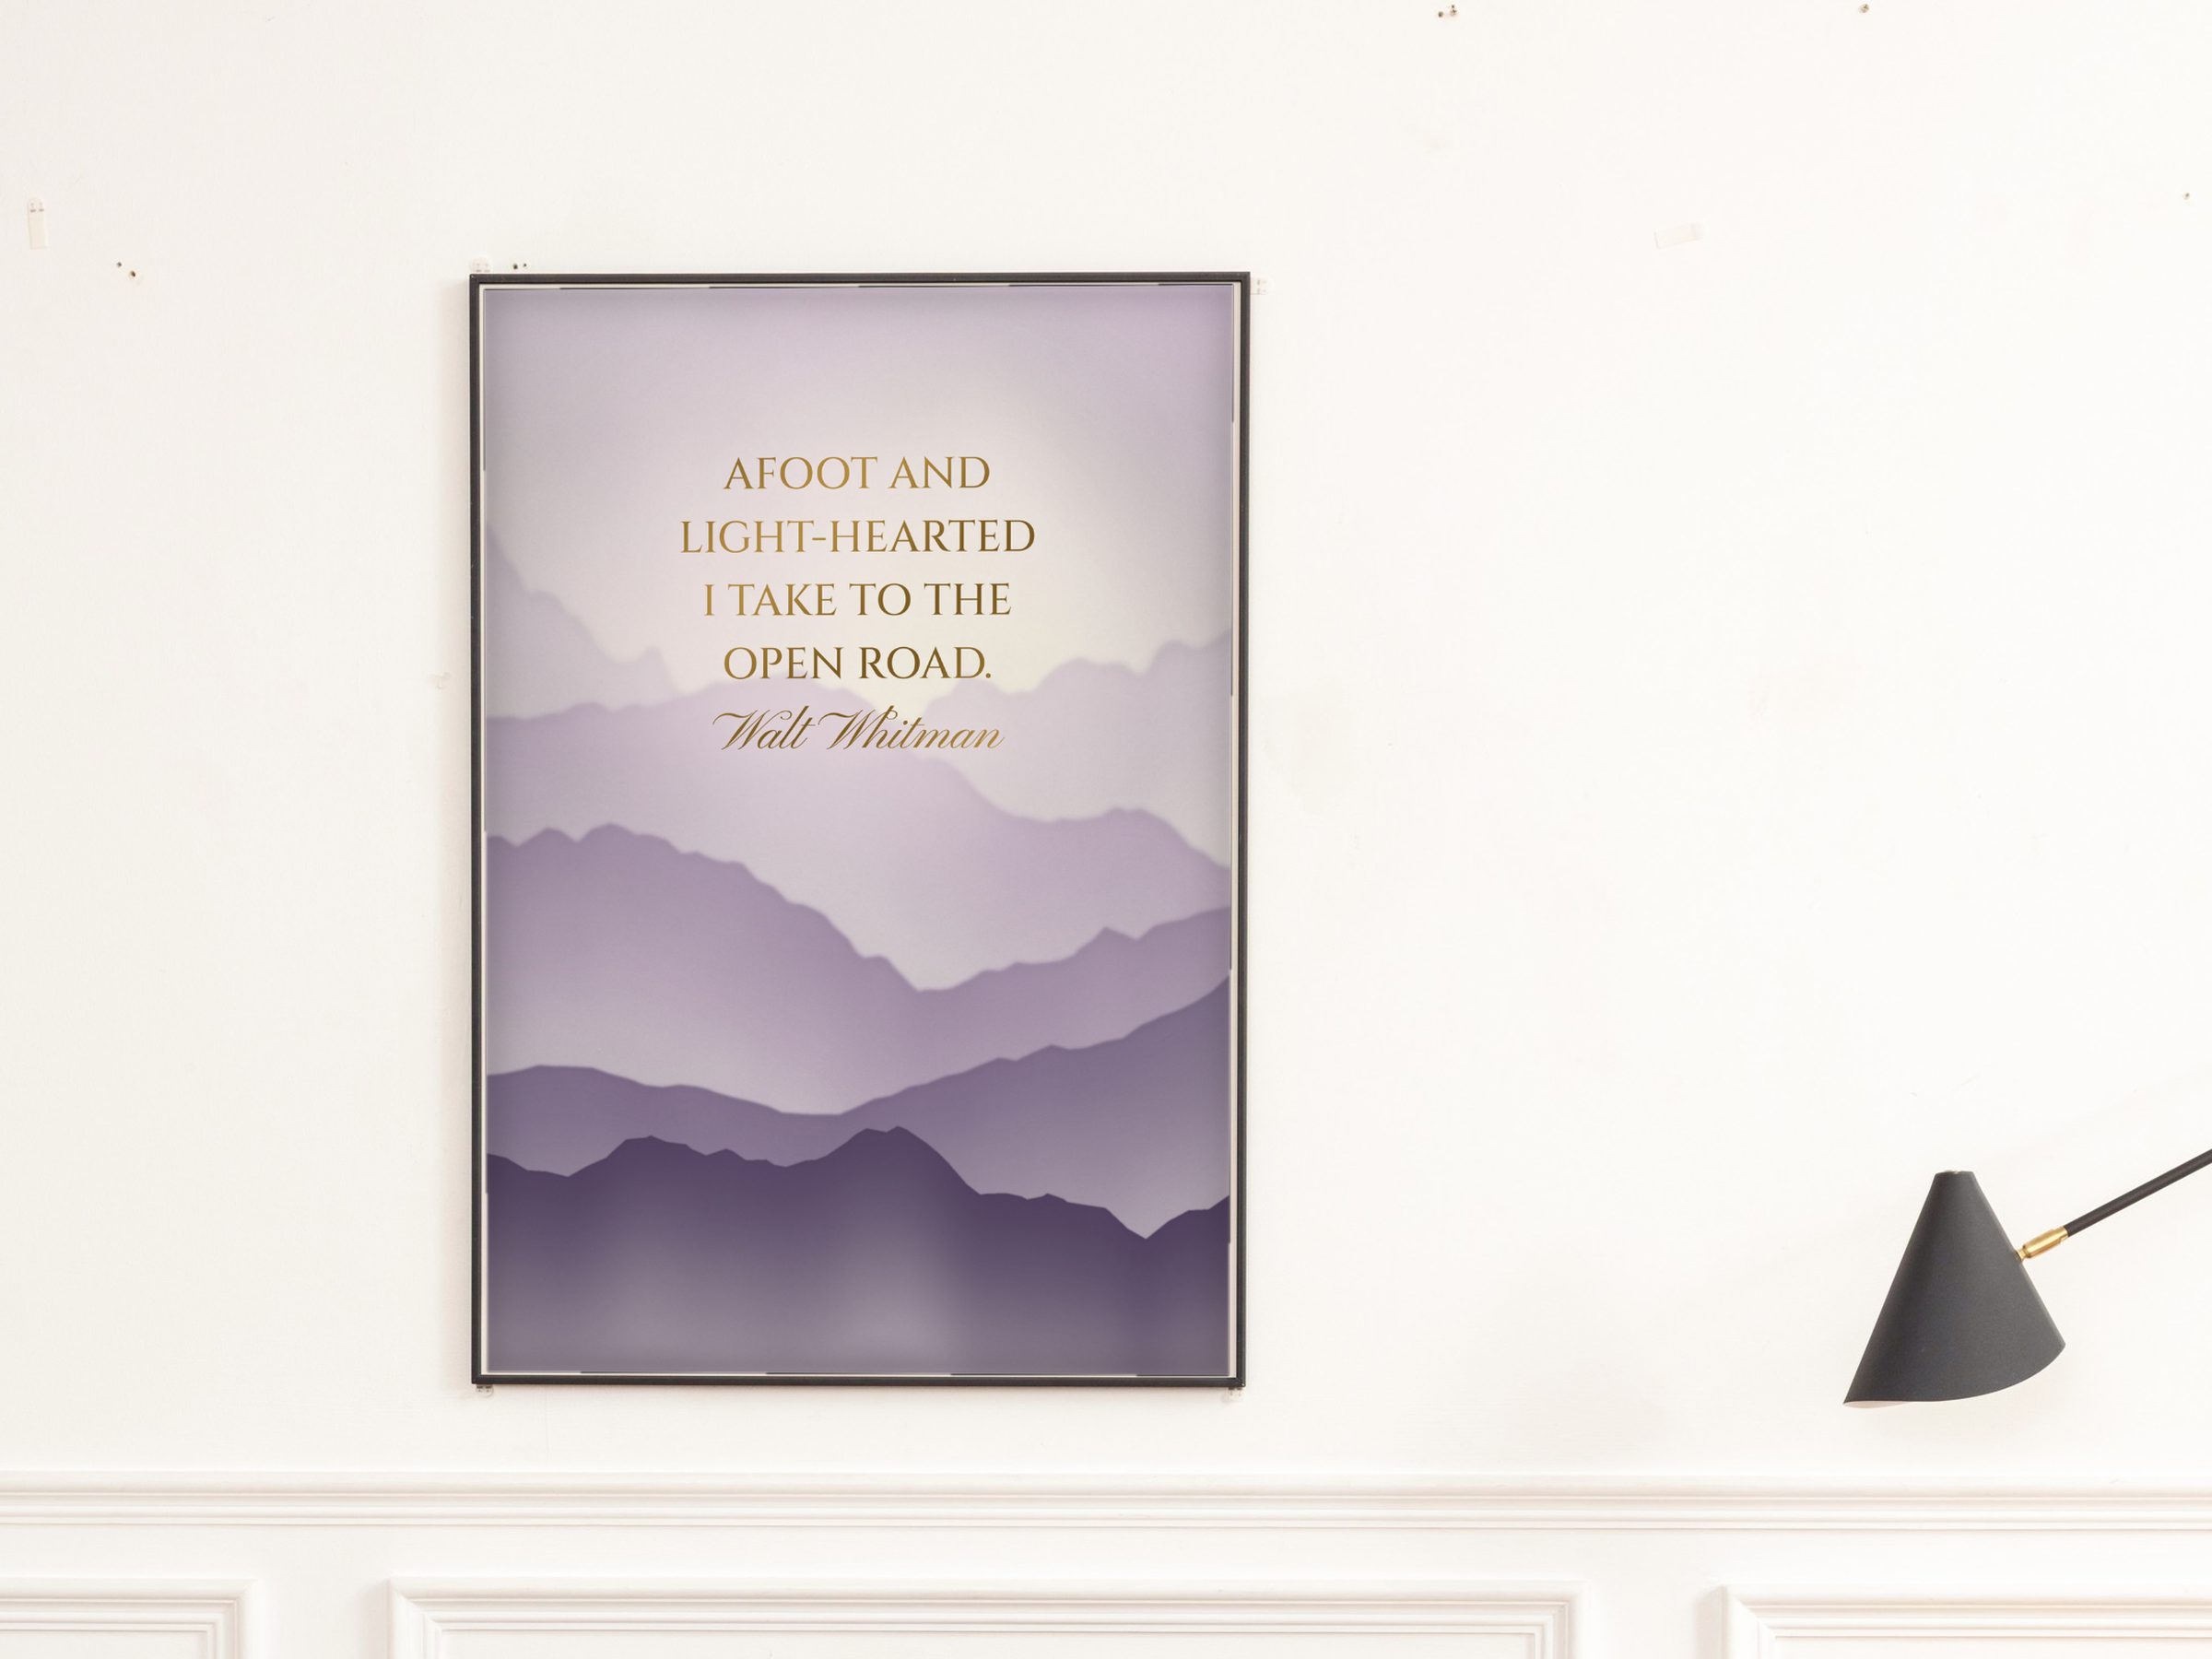 AFOOT AND
LIGHT-HEARTED
I TAKE TO THE
OPEN ROAD.
Walt Whitman